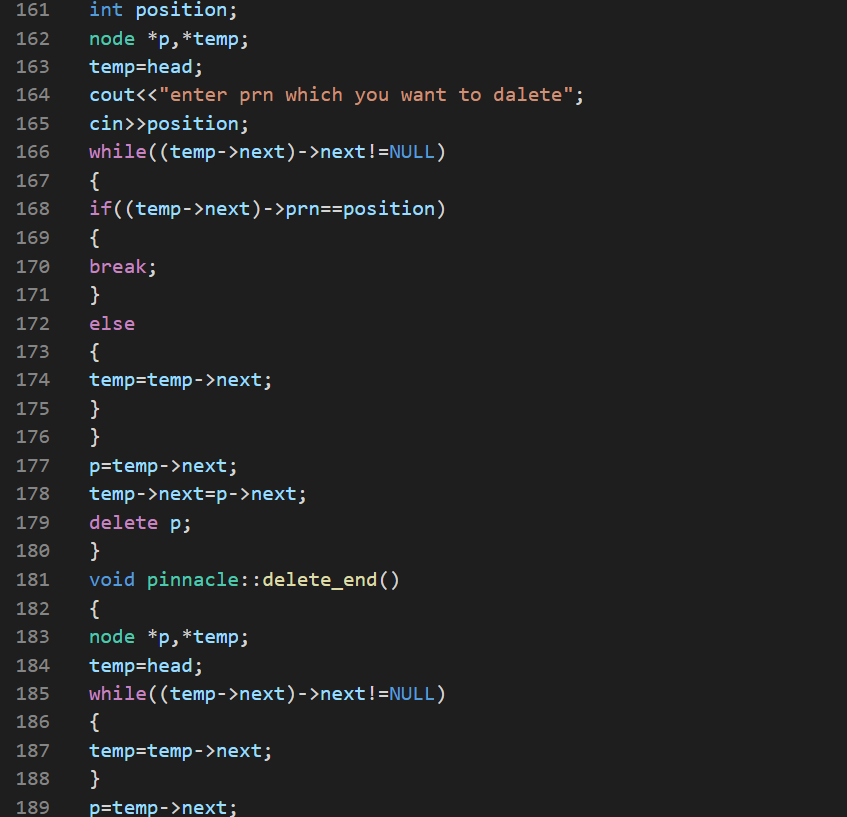 161 int position;
162 node *p,*temp;
163 temp=head;
164 cout<<"enter prn which you want to dalete";
165 cin>>position;
166 while((temp->next)->next!=NULL)
167 {
168 if((temp->next)->prn==position)
169 {
170 break;
171 }
172 else
173 {
174 temp=temp->next;
175 }
176 }
177 p=temp->next;
178 temp->next=p->next;
179 delete p;
180 }
181 void pinnacle::delete_end()
182 {
183 node *p,*temp;
184 temp=head;
185 while((temp->next)->next!=NULL)
186 {
187 temp=temp->next;
188 }
189 p=temp->next;